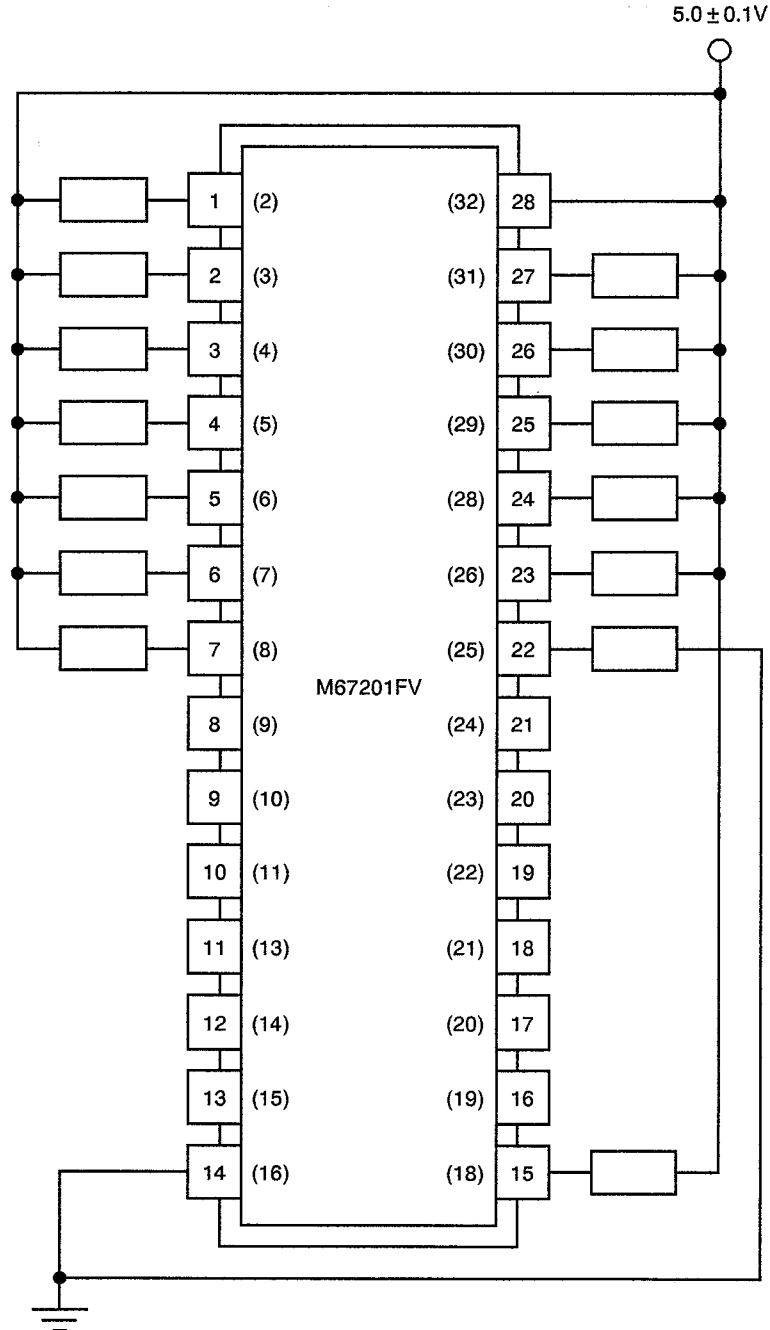 5.0 ± 0.1V
1 (2) (32) 28
2 (3) (31) 27
3 (4) (30) 26
4 (5) (29) 25
5 (6) (28) 24
6 (7) (26) 23
7 (8) (25) 22
M67201FV
8 (9) (24) 21
9 (10) (23) 20
10 (11) (22) 19
11 (13) (21) 18
12 (14) (20) 17
13 (15) (19) 16
14 (16) (18) 15